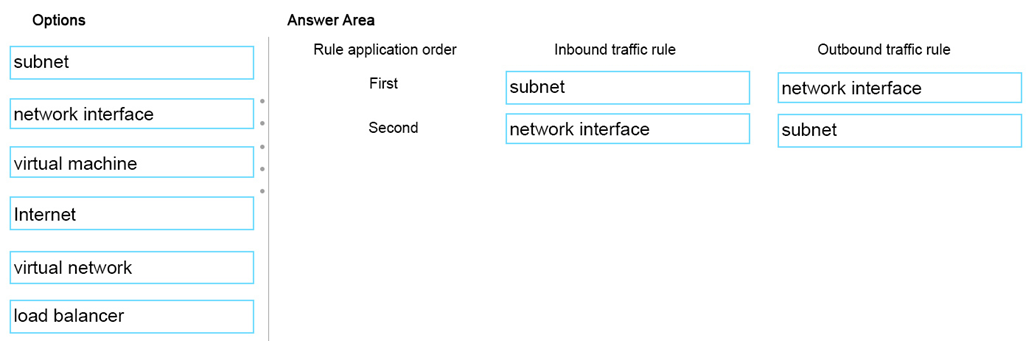 Options
subnet
network interface
virtual machine
Internet
virtual network
load balancer
Answer Area
Rule application order Inbound traffic rule Outbound traffic rule
First subnet network interface
Second network interface subnet